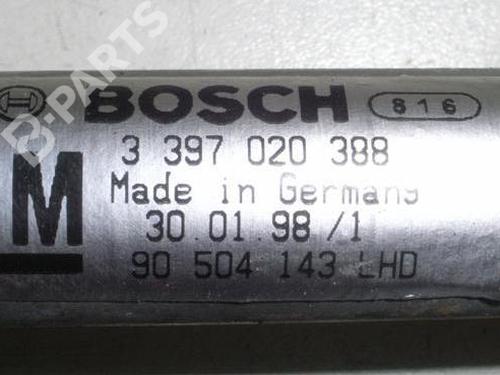 B-PARTS
BOSCH 816
3 397 020 388
Made in Germany
M
30.01.98/1
90 504 143 LHD